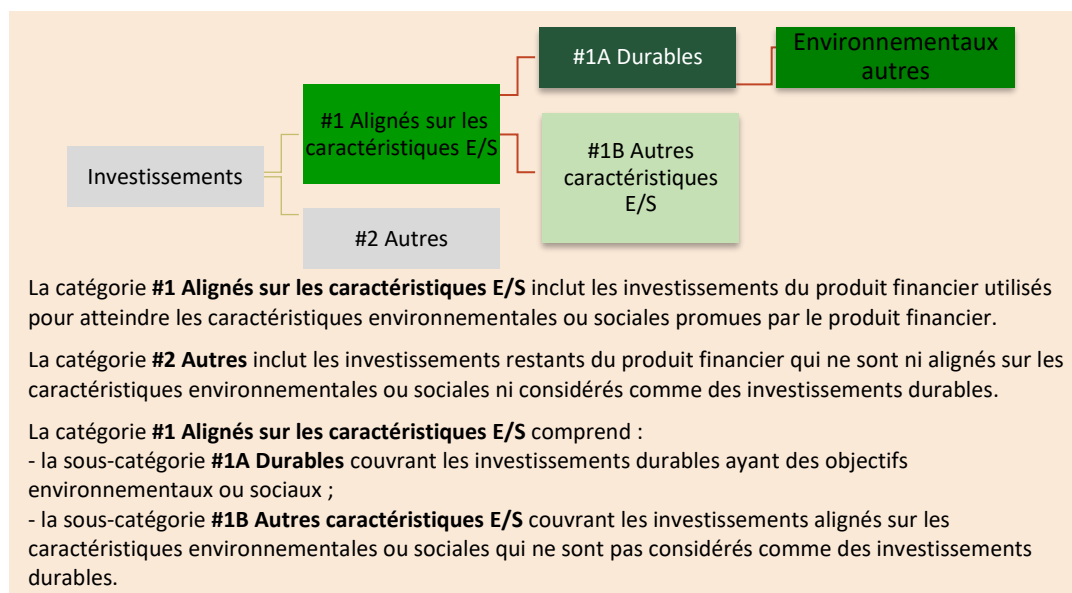 #1A Durables
Environnementaux
autres
#1 Alignés sur les
caractéristiques E/S
#1B Autres
caractéristiques
E/S
Investissements
#2 Autres
La catégorie #1 Alignés sur les caractéristiques E/S inclut les investissements du produit financier utilisés
pour atteindre les caractéristiques environnementales ou sociales promues par le produit financier.
La catégorie #2 Autres inclut les investissements restants du produit financier qui ne sont ni alignés sur les
caractéristiques environnementales ou sociales ni considérés comme des investissements durables.
La catégorie #1 Alignés sur les caractéristiques E/S comprend :
- la sous-catégorie #1A Durables couvrant les investissements durables ayant des objectifs
environnementaux ou sociaux ;
- la sous-catégorie #1B Autres caractéristiques E/S couvrant les investissements alignés sur les
caractéristiques environnementales ou sociales qui ne sont pas considérés comme des investissements
durables.